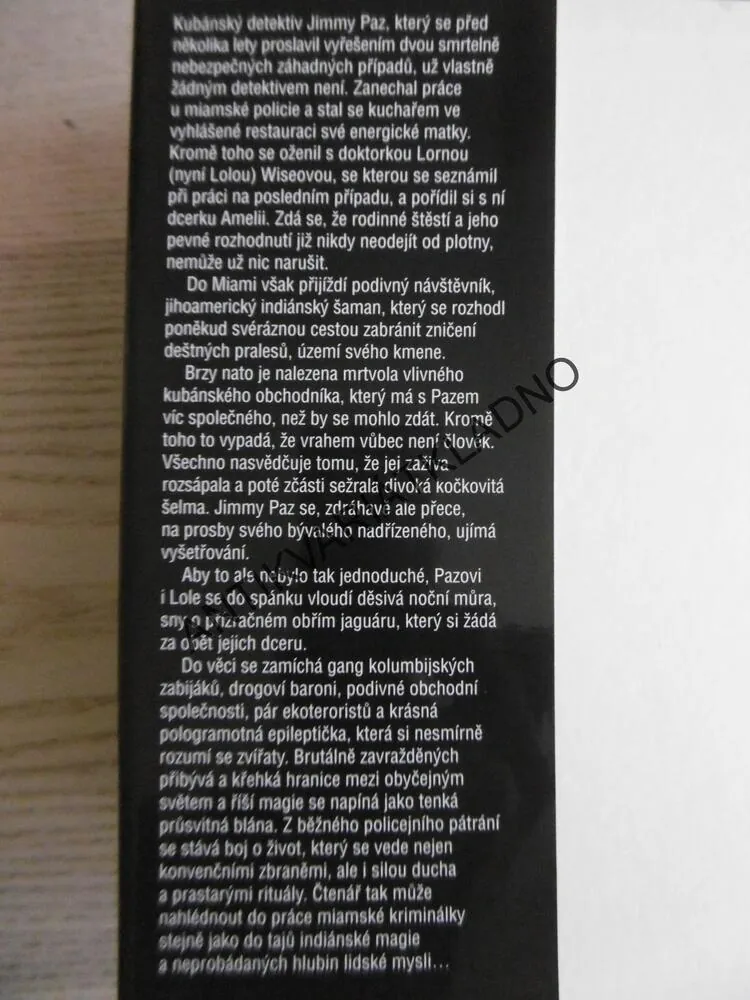 Kubánský detektiv Jimmy Paz, který se před
několika lety proslavil vyřešením dvou smrtelně
nebezpečných záhadných případů, už vlastně
žádným detektivem není. Zanechal práce
u miamské policie a stal se kuchařem ve
vyhlášené restauraci své energické matky.
Kromě toho se oženil s doktorkou Lornou
(nyní Lolou) Wiseovou, se kterou se seznámil
při práci na posledním případu, a pořídil si s ní
dcerku Amelii. Zdá se, že rodinné štěstí a jeho
pevné rozhodnutí již nikdy neodejít od plotny,
nemůže už nic narušit.
Do Miami však přijíždí podivný návštěvník,
jihoamerický indiánský šaman, který se rozhodl
poněkud svéráznou cestou zabránit zničení
deštných pralesů, území svého kmene.
Brzy nato je nalezena mrtvola vlivného
kubánského obchodníka, který má s Pazem
víc společného, než by se mohlo zdát. Kromě
toho to vypadá, že vrahem vůbec není člověk.
Všechno nasvědčuje tomu, že jej zaživa
rozsápala a poté zčásti sežrala divoká kočkovitá
šelma. Jimmy Paz se, zdráhavě ale přece,
na prosby svého bývalého nadřízeného, ujímá
vyšetřování.
Aby to ale nebylo tak jednoduché, Pazovi
i Lole se do spánku vloudí děsivá noční můra,
sny o přízračném obřím jaguáru, který si žádá
za oběť jejich dceru.
Do věci se zamíchá gang kolumbijských
zabijáků, drogoví baroni, podivné obchodní
společnosti, pár ekoteroristů a krásná
pologramotná epileptička, která si nesmírně
rozumí se zvířaty. Brutálně zavražděných
přibývá a křehká hranice mezi obyčejným
světem a říší magie se napíná jako tenká
průsvitná blána. Z běžného policejního pátrání
se stává boj o život, který se vede nejen
konvenčními zbraněmi, ale i silou ducha
a prastarými rituály. Čtenář tak může
nahlédnout do práce miamské kriminálky
stejně jako do tajů indiánské magie
a neprobádaných hlubin lidské mysli...
ANTIKVARIATKLADNO